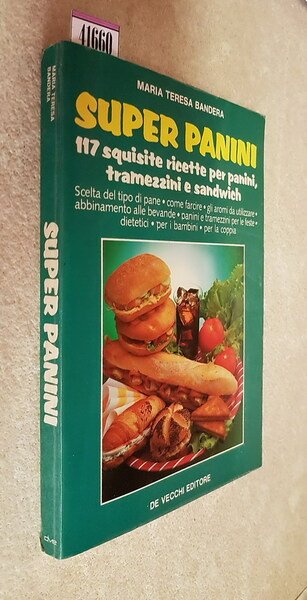 41660
MARIA TERESA BANDERA
SUPER PANINI
117 squisite ricette per panini,
tramezzini e sandwich
Scelta del tipo di pane • come farcire • gli aromi da utilizzare •
abbinamento alle bevande • panini e tramezzini per le feste •
dietetici • per i bambini • per la coppia
DE VECCHI EDITORE
MARIA TERESA
BANDERA
SUPER PANINI
dve